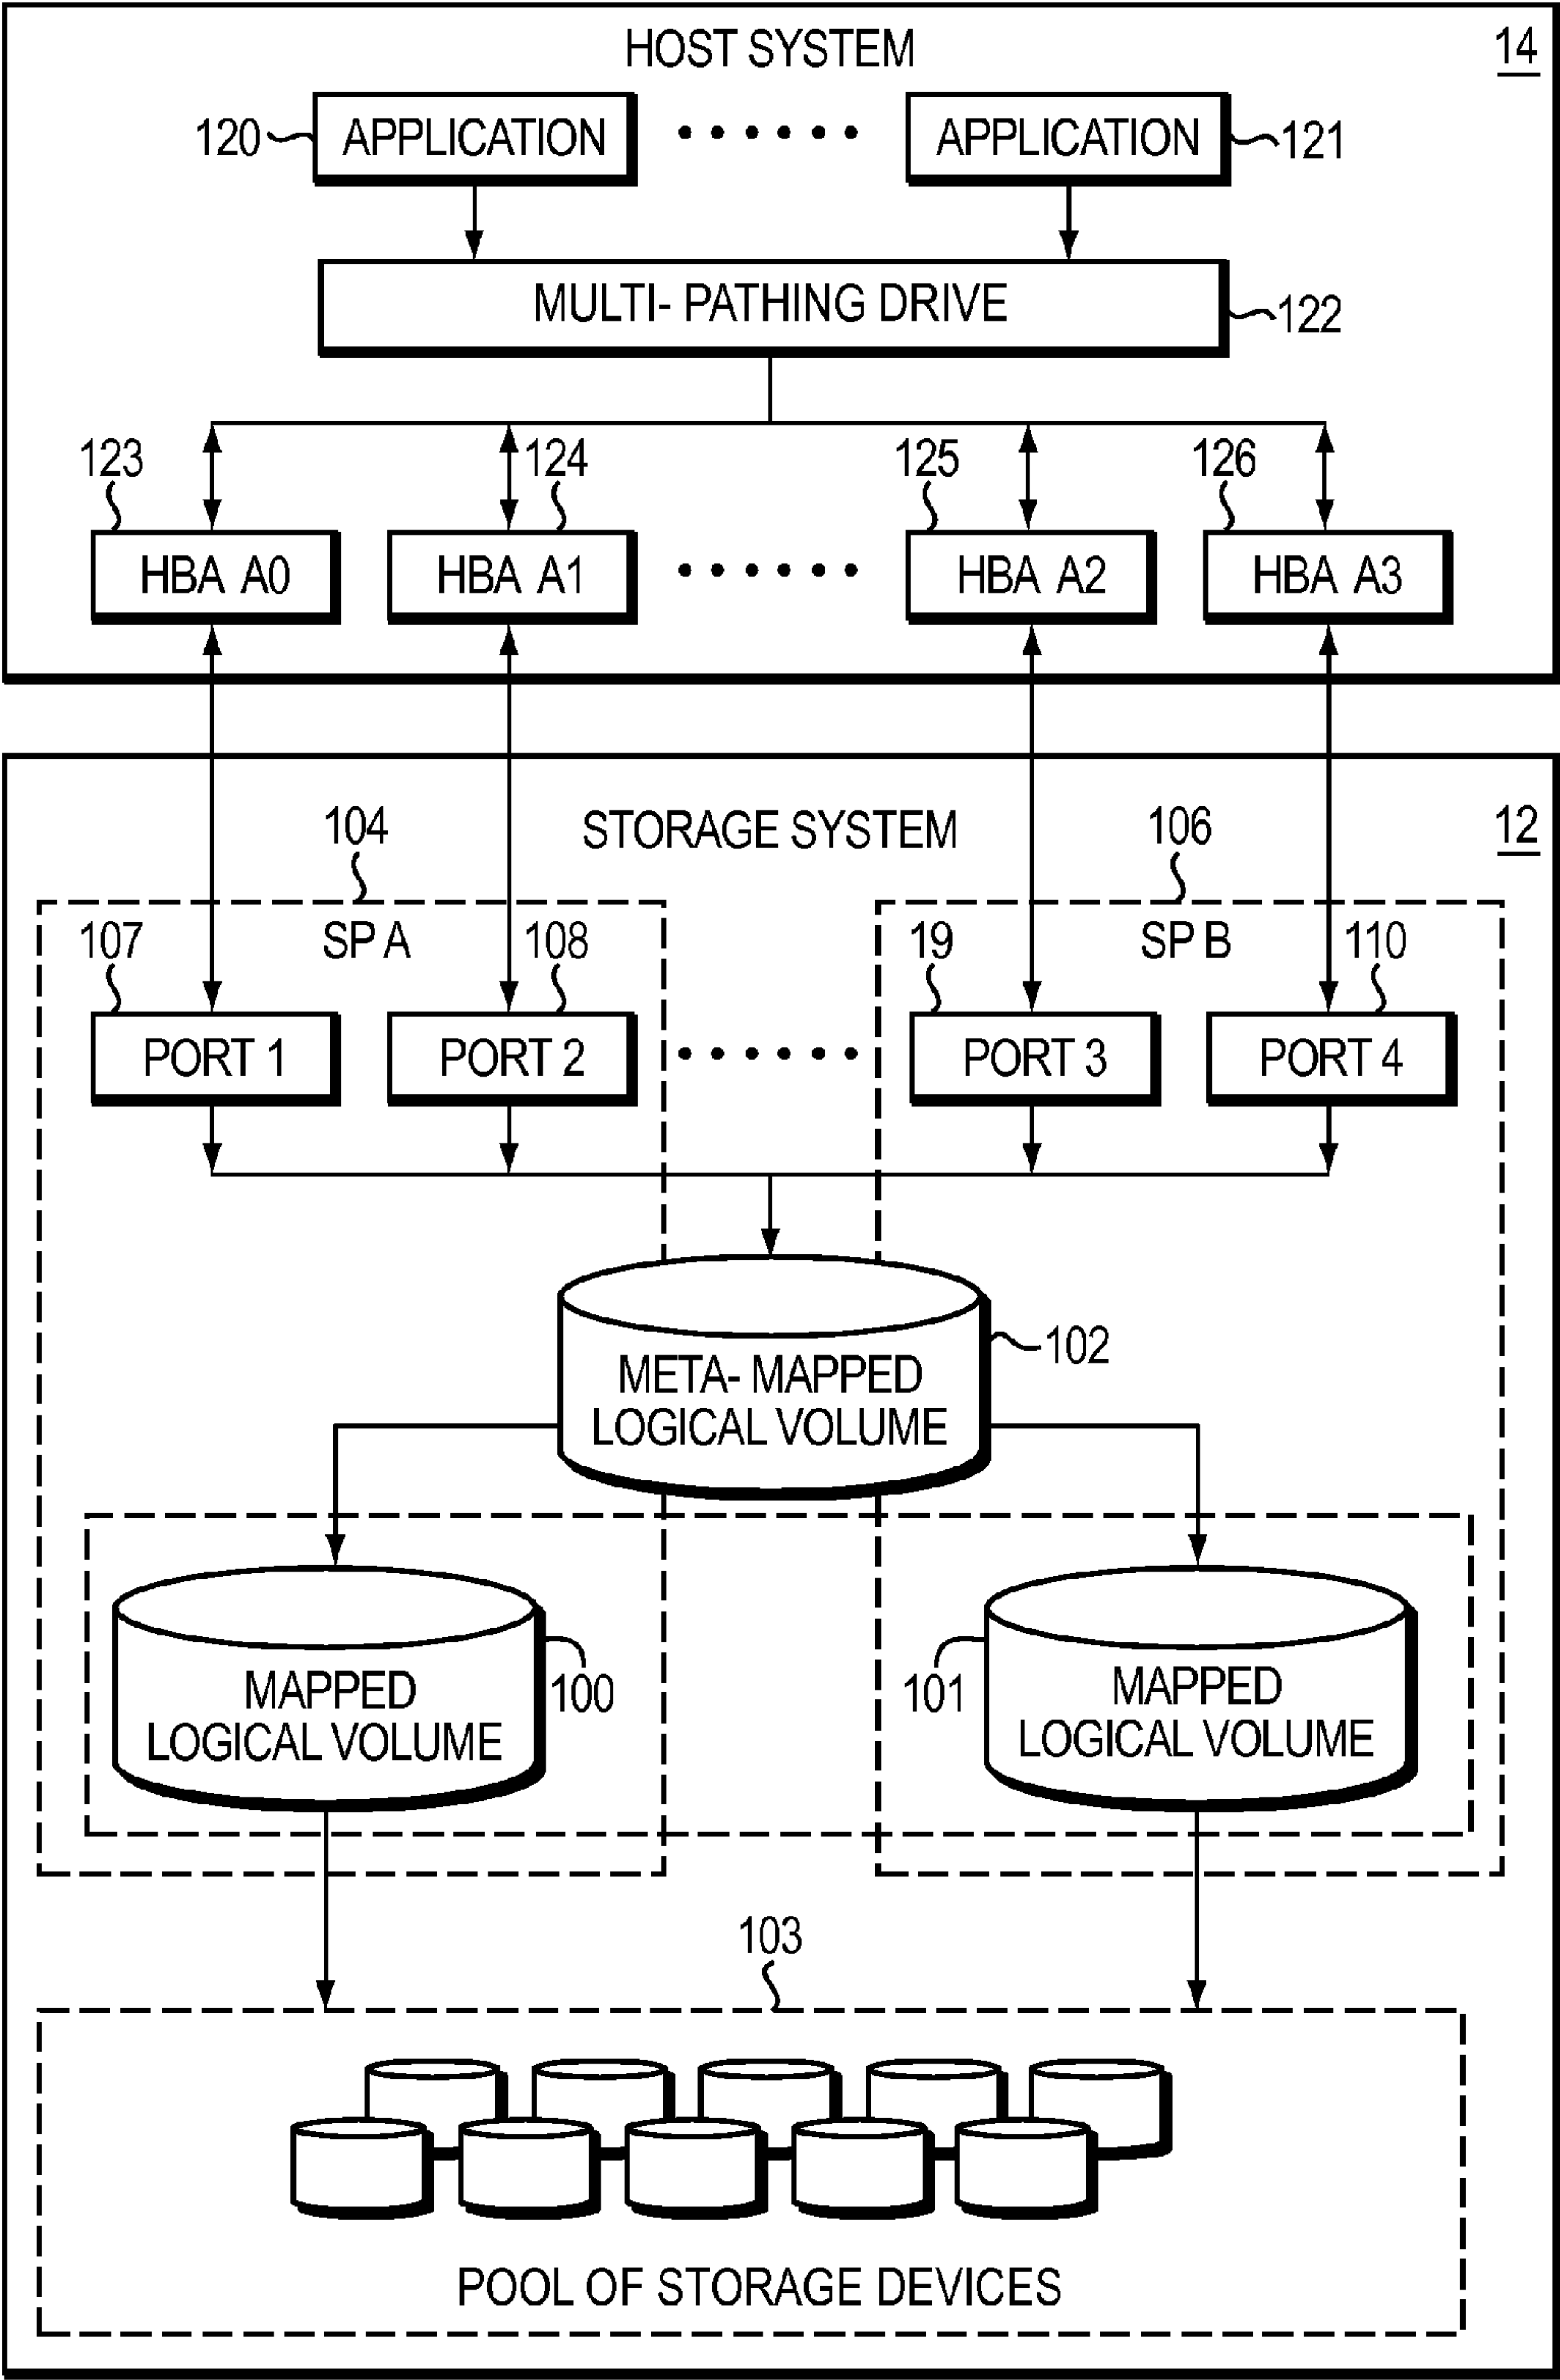 HOST SYSTEM
14
120
APPLICATION
APPLICATION
121
MULTI- PATHING DRIVE
122
123
124
125
126
HBA A0
HBA A1
HBA A2
HBA A3
STORAGE SYSTEM
12
104
106
107
SP A
108
19
SP B
110
PORT 1
PORT 2
PORT 3
PORT 4
102
META- MAPPED
LOGICAL VOLUME
MAPPED
LOGICAL VOLUME
100
101
MAPPED
LOGICAL VOLUME
103
POOL OF STORAGE DEVICES